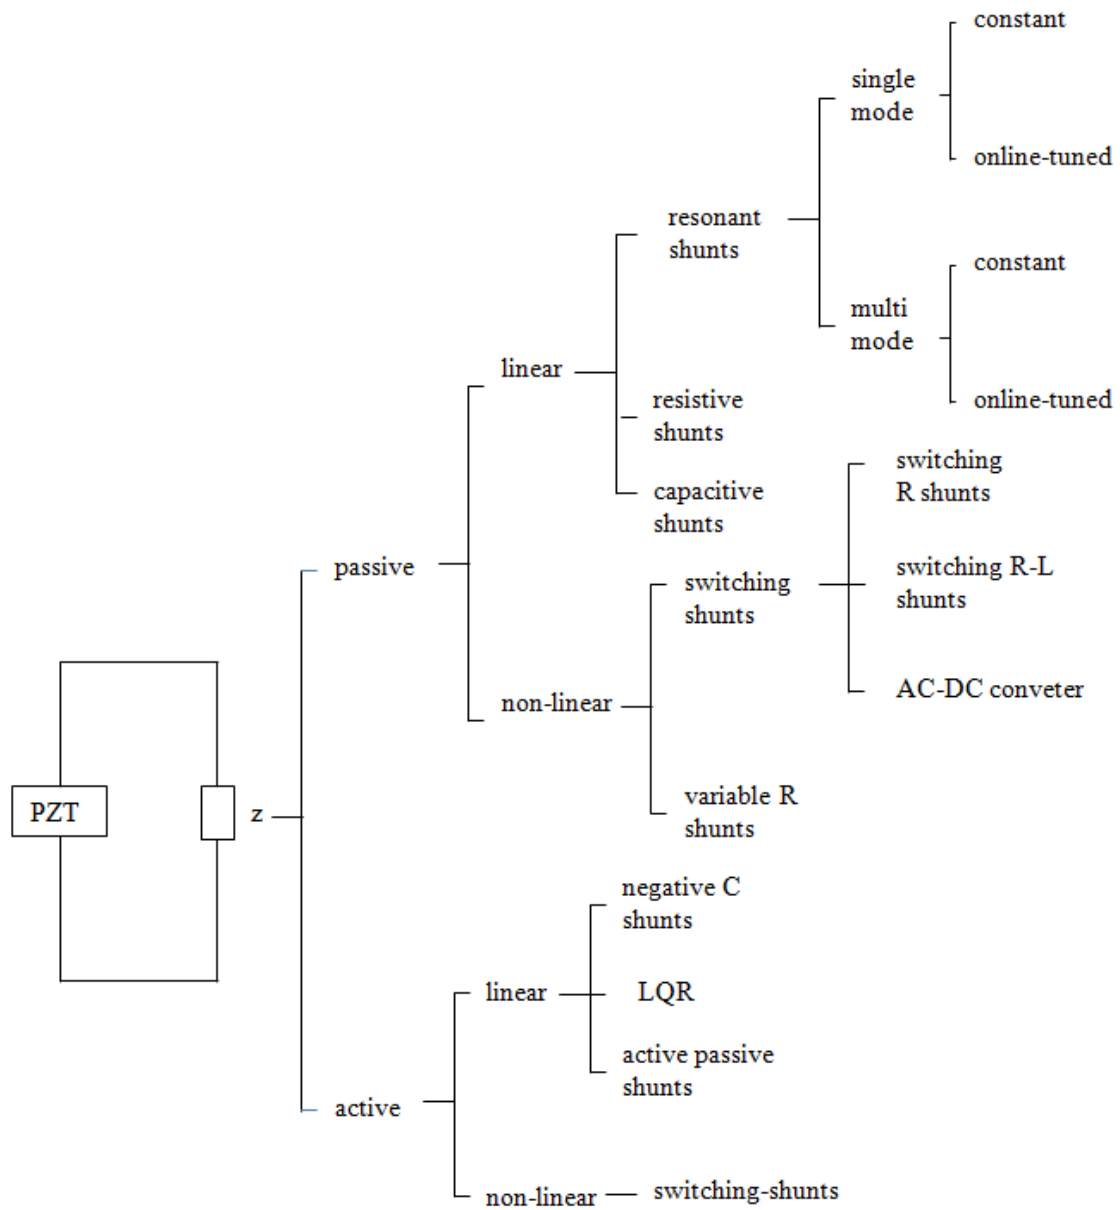 constant
single
mode
online-tuned
resonant
shunts
constant
multi
mode
online-tuned
linear
resistive
shunts
capacitive
shunts
switching
R shunts
passive
switching
shunts
switching R-L
shunts
AC-DC conveter
non-linear
variable R
shunts
PZT
z
negative C
shunts
linear
LQR
active passive
shunts
active
non-linear
switching-shunts